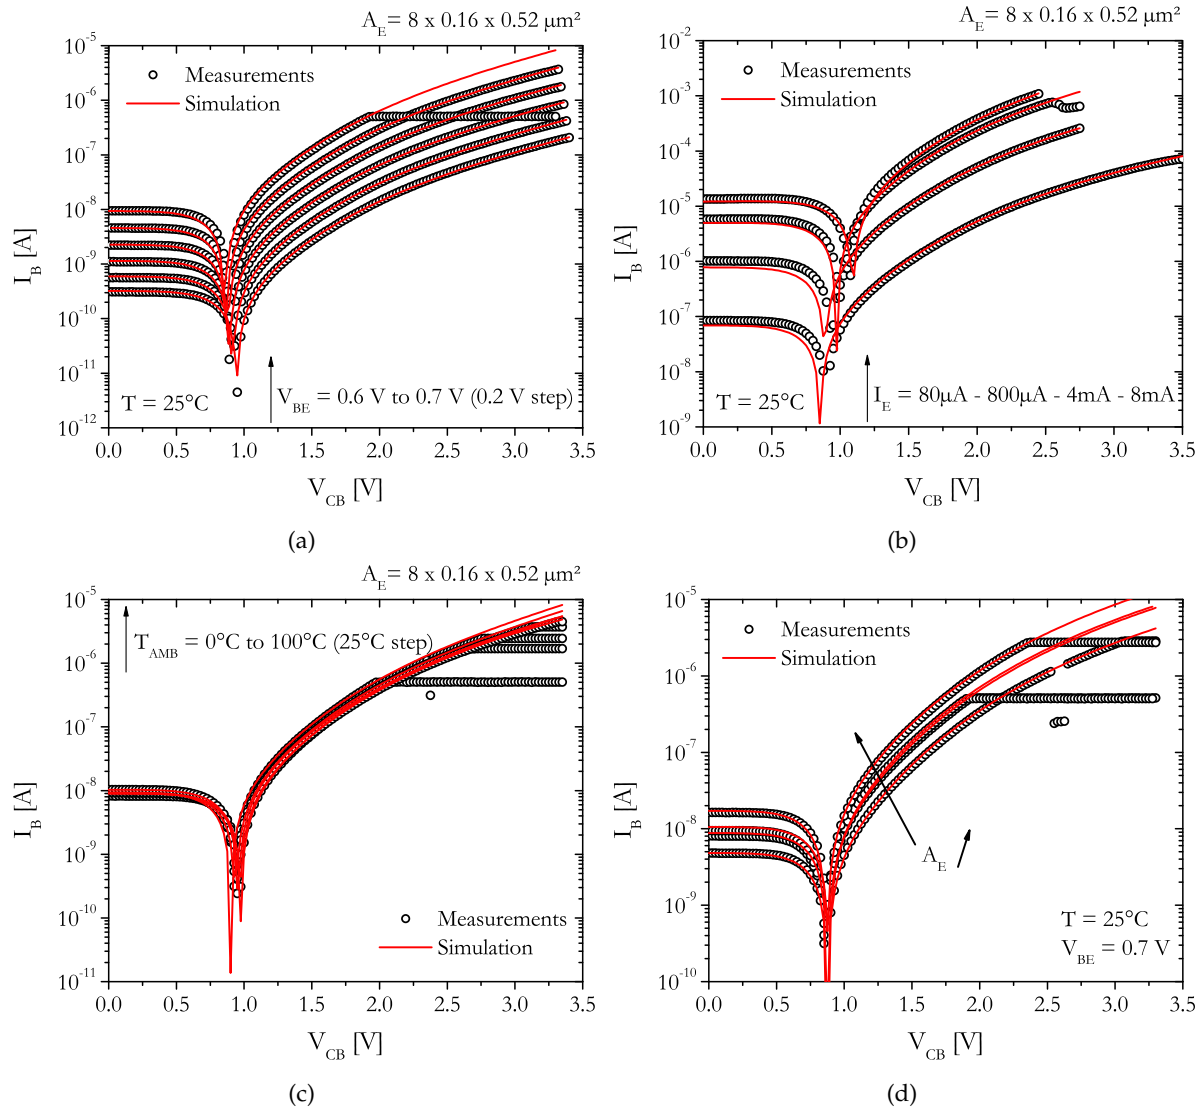 A_E= 8 x 0.16 x 0.52 μm²
10^-5
10^-6
10^-7
10^-8
10^-9
10^-10
10^-11
10^-12
I_B [A]
Measurements
Simulation
T = 25°C
V_BE = 0.6 V to 0.7 V (0.2 V step)
0.0 0.5 1.0 1.5 2.0 2.5 3.0 3.5
V_CB [V]
(a)
A_E= 8 x 0.16 x 0.52 μm²
10^-2
10^-3
10^-4
10^-5
10^-6
10^-7
10^-8
10^-9
I_B [A]
Measurements
Simulation
T = 25°C
I_E = 80μA - 800μA - 4mA - 8mA
0.0 0.5 1.0 1.5 2.0 2.5 3.0 3.5
V_CB [V]
(b)
A_E= 8 x 0.16 x 0.52 μm²
10^-5
10^-6
10^-7
10^-8
10^-9
10^-10
10^-11
I_B [A]
T_AMB = 0°C to 100°C (25°C step)
Measurements
Simulation
0.0 0.5 1.0 1.5 2.0 2.5 3.0 3.5
V_CB [V]
(c)
10^-5
10^-6
10^-7
10^-8
10^-9
10^-10
I_B [A]
Measurements
Simulation
A_E
T = 25°C
V_BE = 0.7 V
0.0 0.5 1.0 1.5 2.0 2.5 3.0 3.5
V_CB [V]
(d)